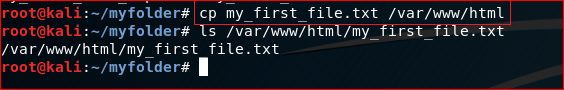 root@kali:~/myfolder# cp my_first_file.txt /var/www/html
root@kali:~/myfolder# ls /var/www/html/my_first_file.txt
/var/www/html/my_first_file.txt
root@kali:~/myfolder#